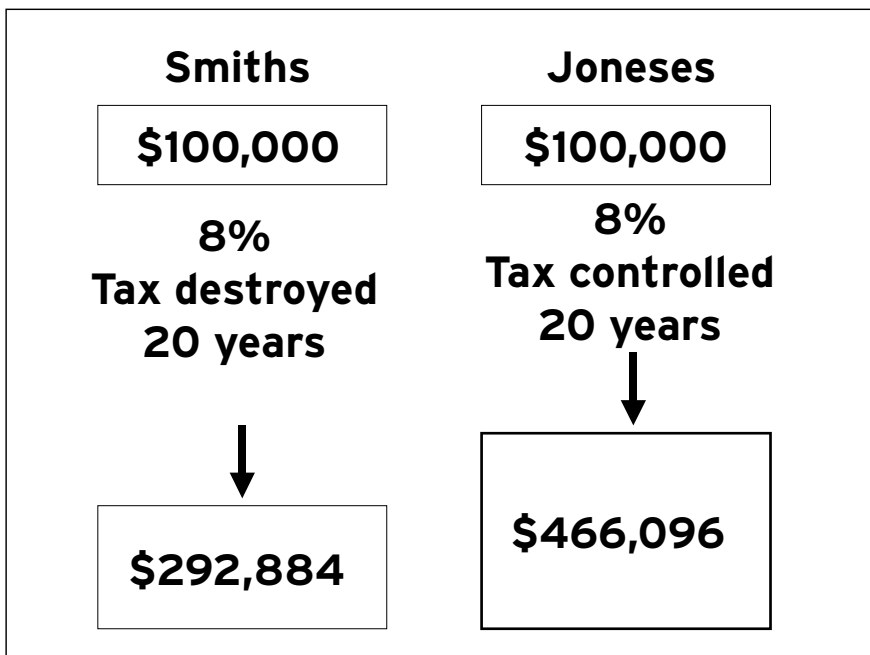 Smiths
$100,000
8%
Tax destroyed
20 years
$292,884
Joneses
$100,000
8%
Tax controlled
20 years
$466,096